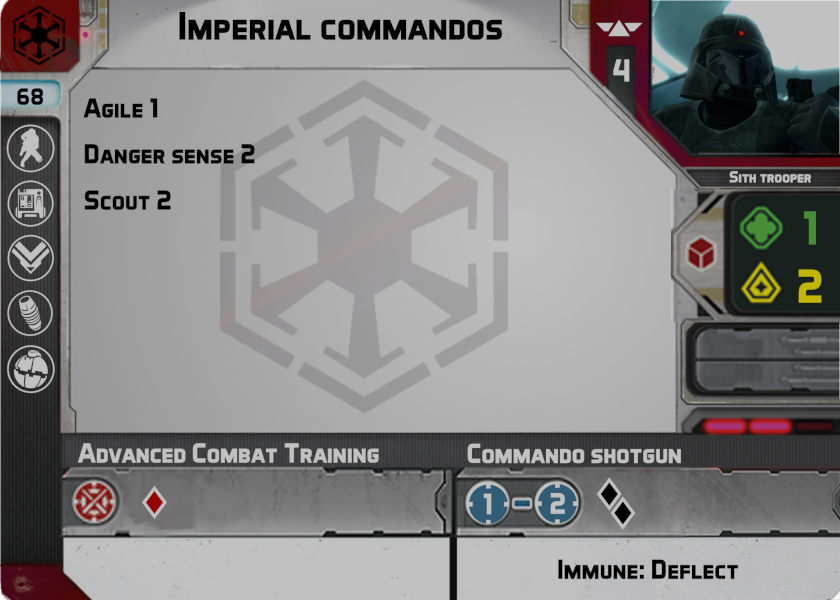 Imperial commandos
4
68
Agile 1
Danger sense 2
Scout 2
Sith trooper
1
2
Advanced Combat Training
Commando shotgun
1 - 2
Immune: Deflect